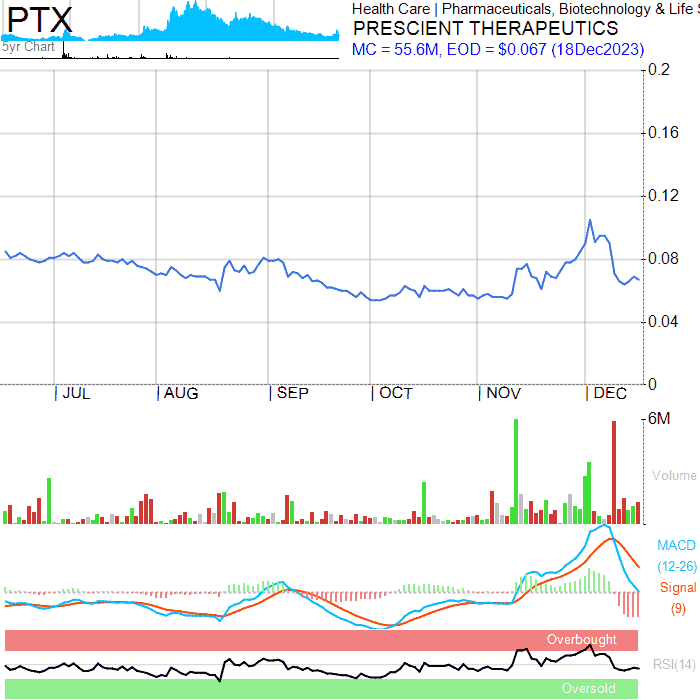 PTX
5yr Chart
Health Care | Pharmaceuticals, Biotechnology & Life
PRESCIENT THERAPEUTICS
MC = 55.6M, EOD = $0.067 (18Dec2023)
0.2
0.16
0.12
0.08
0.04
0
| JUL | AUG | SEP | OCT | NOV | DEC
6M
Volume
MACD
(12-26)
Signal
(9)
Overbought
RSI(14)
Oversold